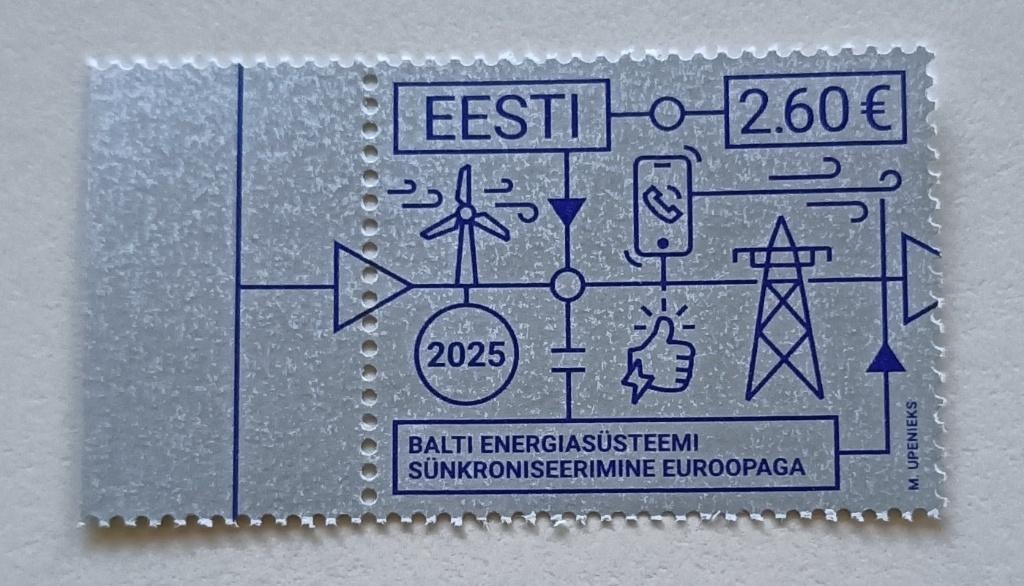 EESTI
2.60 €
2025
BALTI ENERGIASÜSTEEMI
SÜNKRONISEERIMINE EUROOPAGA
M. UPENIEKS